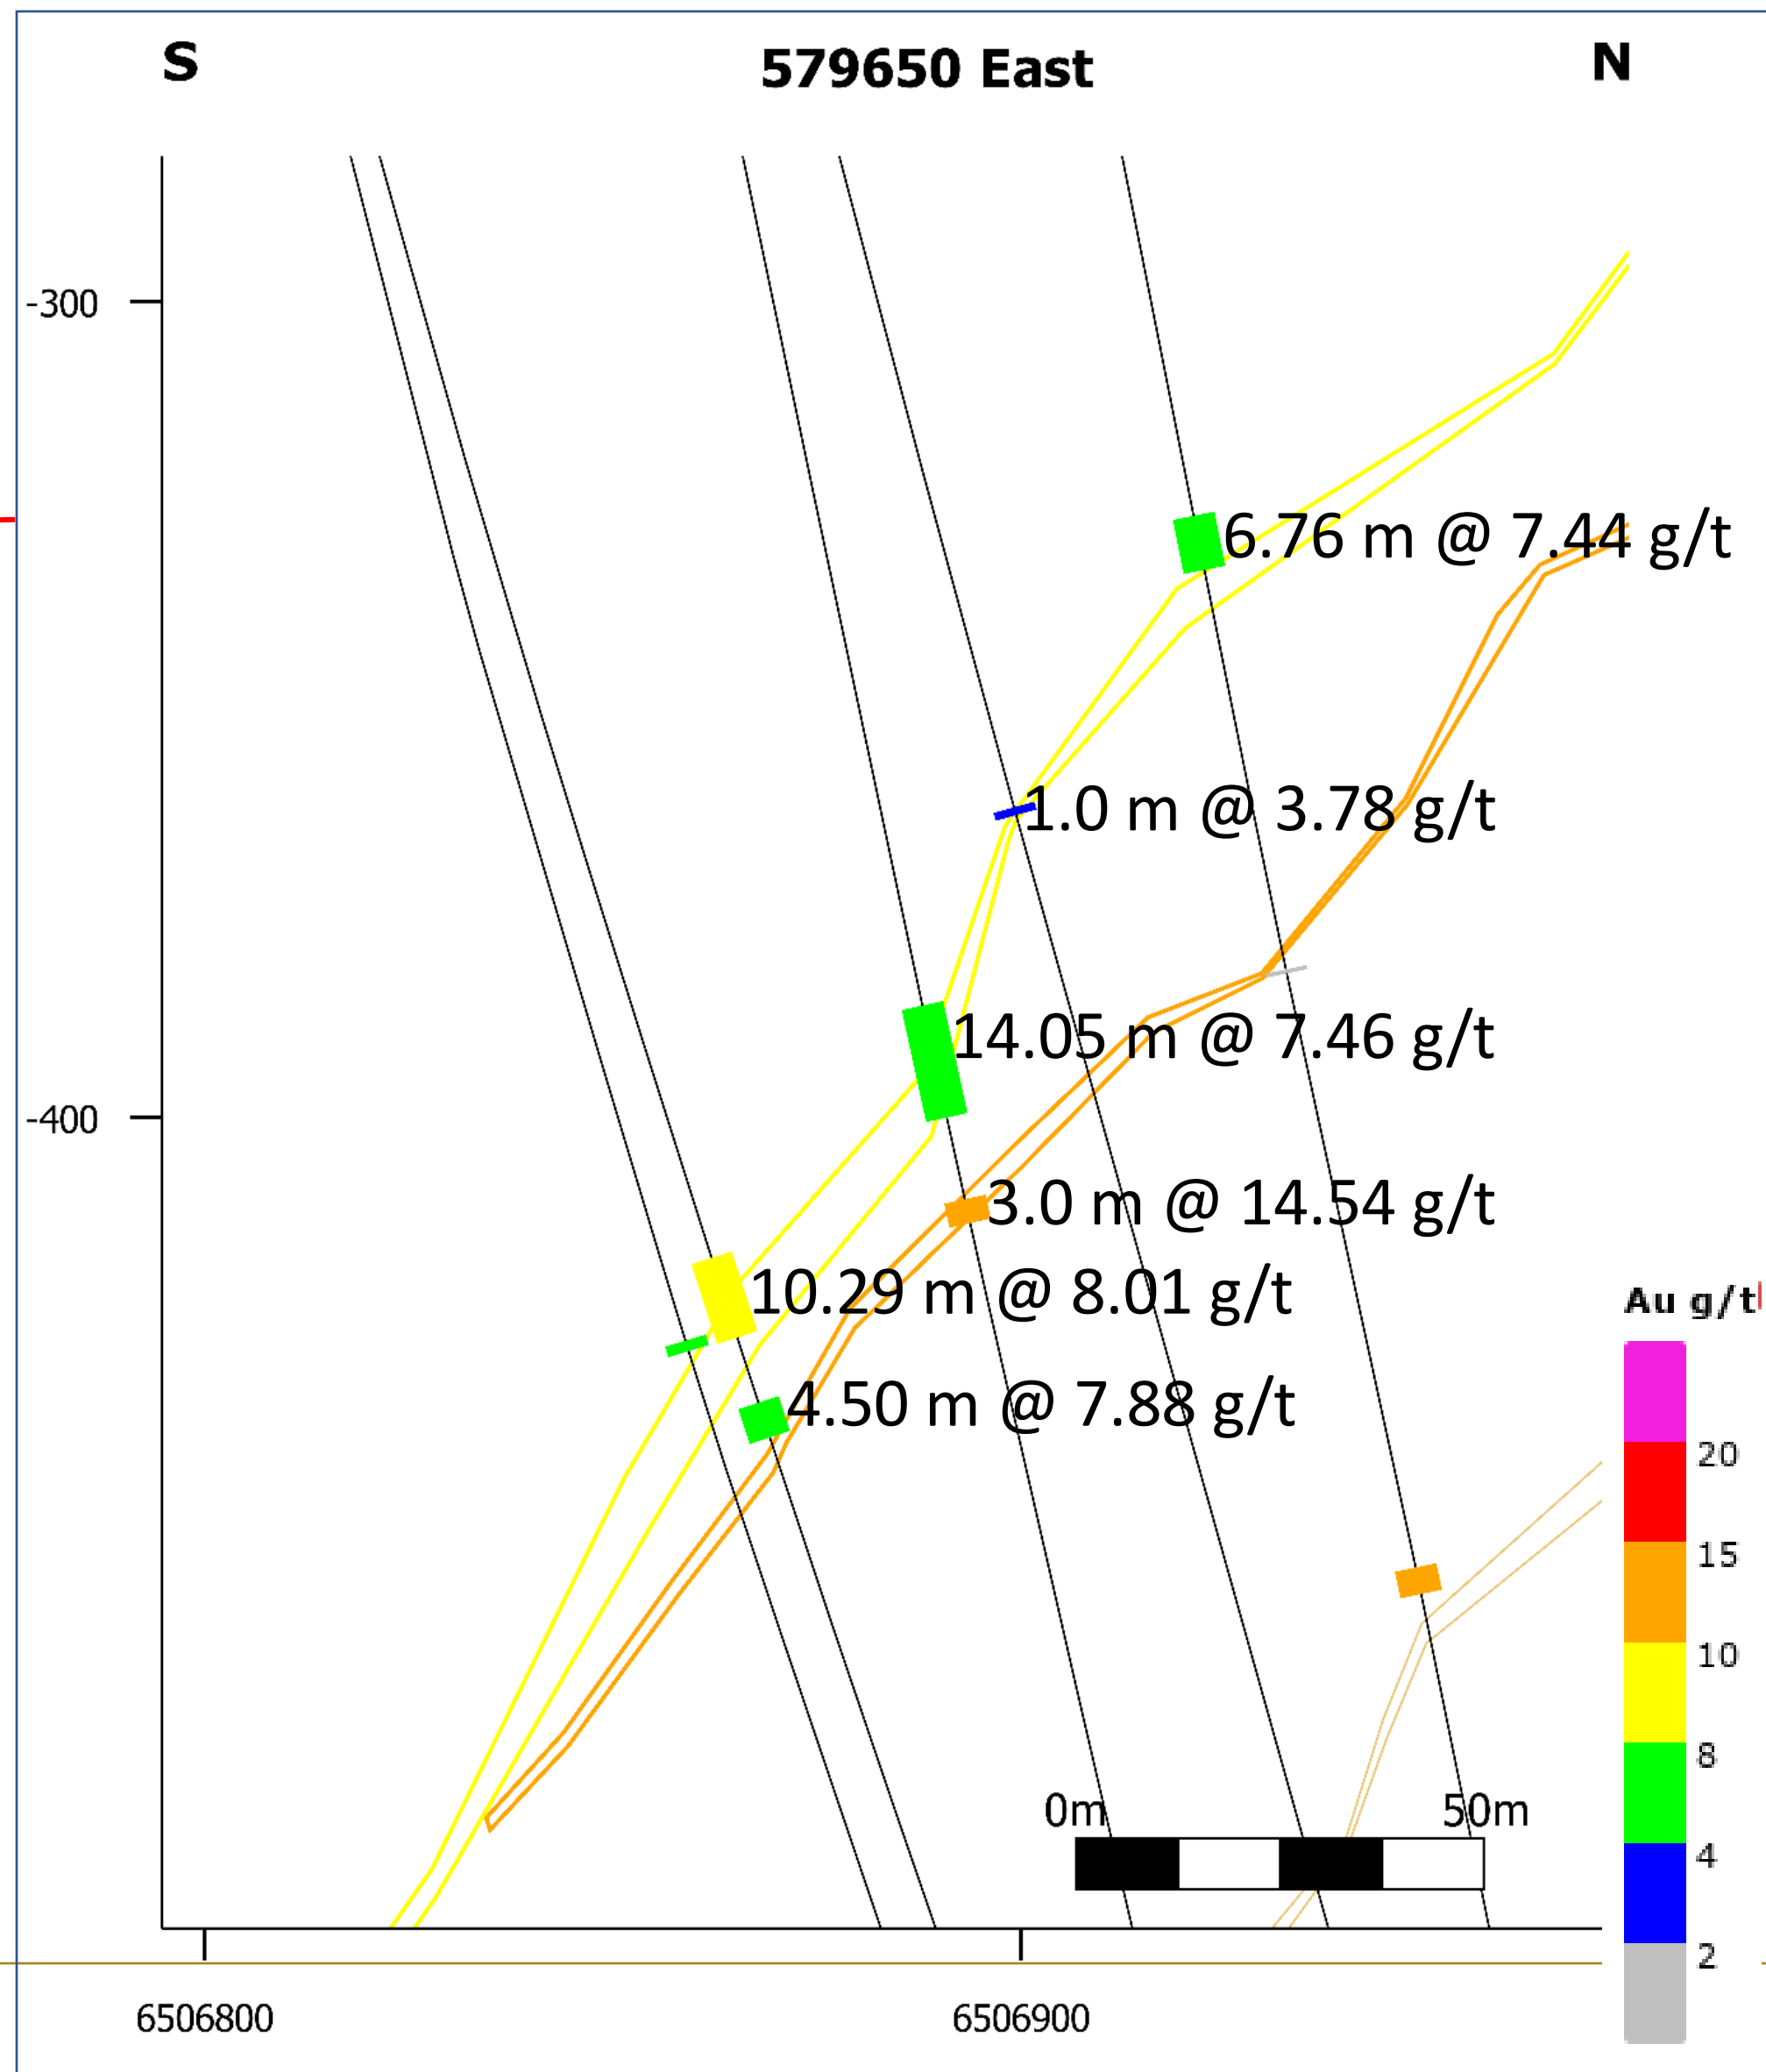 S
579650 East
N
-300
6.76 m @ 7.44 g/t
1.0 m @ 3.78 g/t
14.05 m @ 7.46 g/t
-400
3.0 m @ 14.54 g/t
10.29 m @ 8.01 g/t
4.50 m @ 7.88 g/t
Au g/t
20
15
10
8
4
2
0m
50m
6506800
6506900